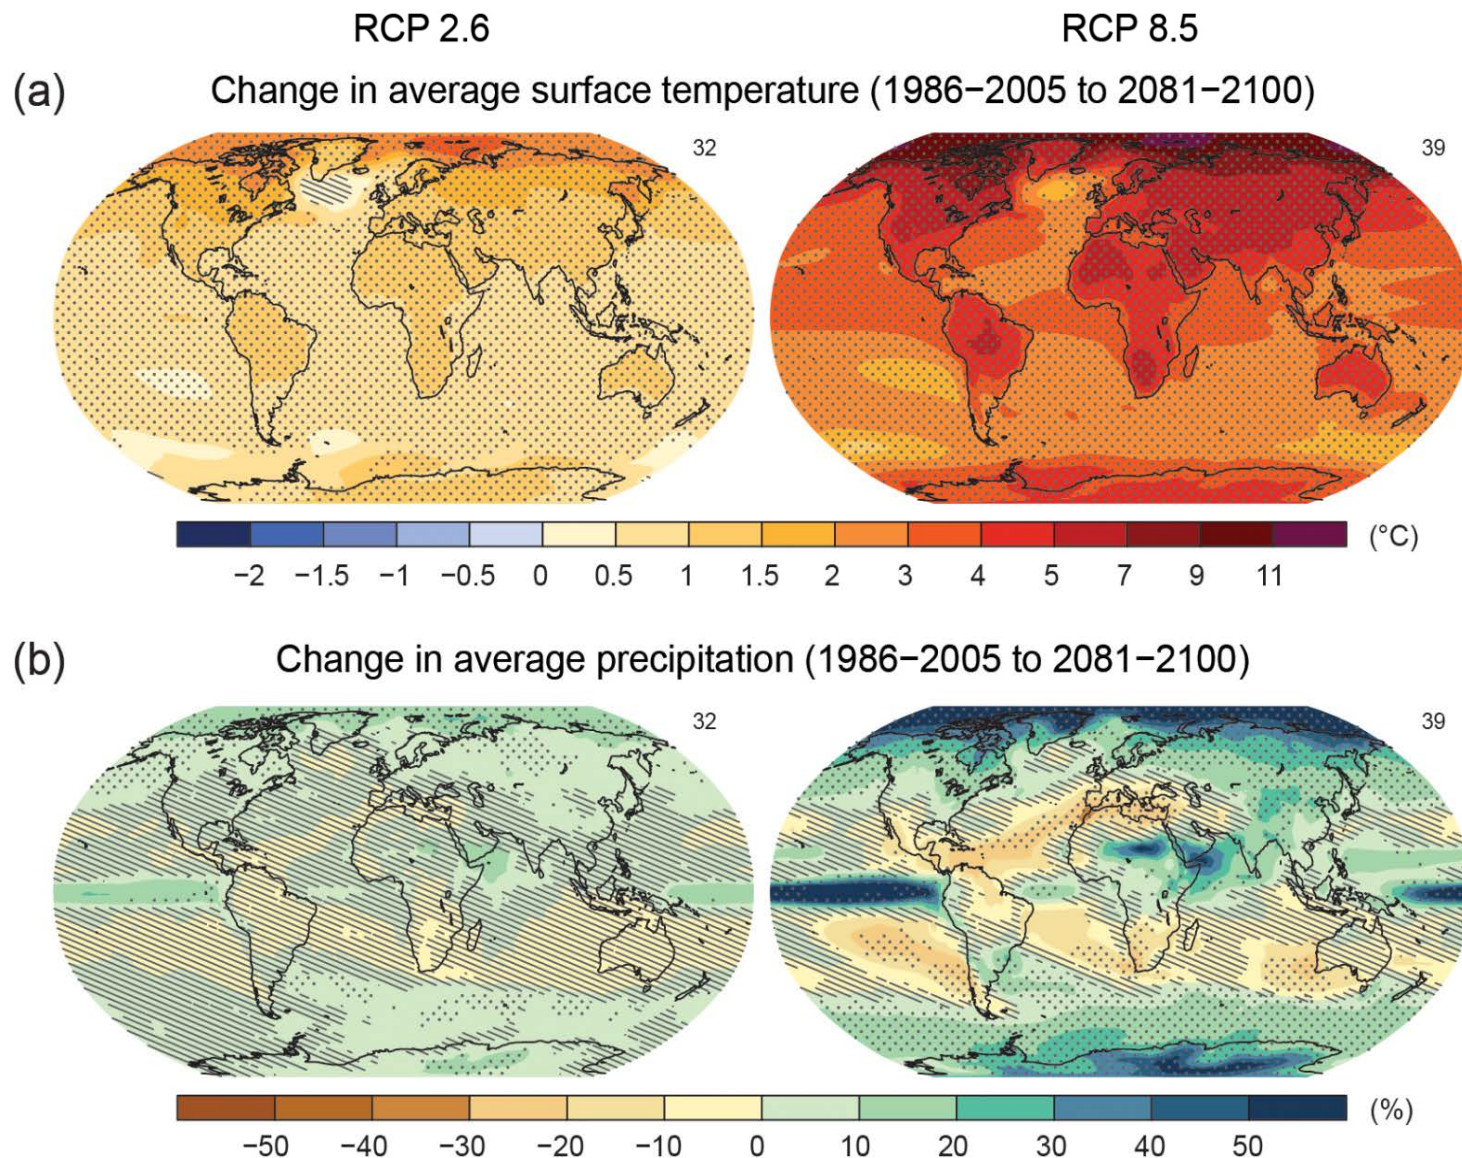 RCP 2.6 RCP 8.5
(a) Change in average surface temperature (1986−2005 to 2081−2100)
32 39
(°C)
−2 −1.5 −1 −0.5 0 0.5 1 1.5 2 3 4 5 7 9 11
(b) Change in average precipitation (1986−2005 to 2081−2100)
32 39
(%)
−50 −40 −30 −20 −10 0 10 20 30 40 50